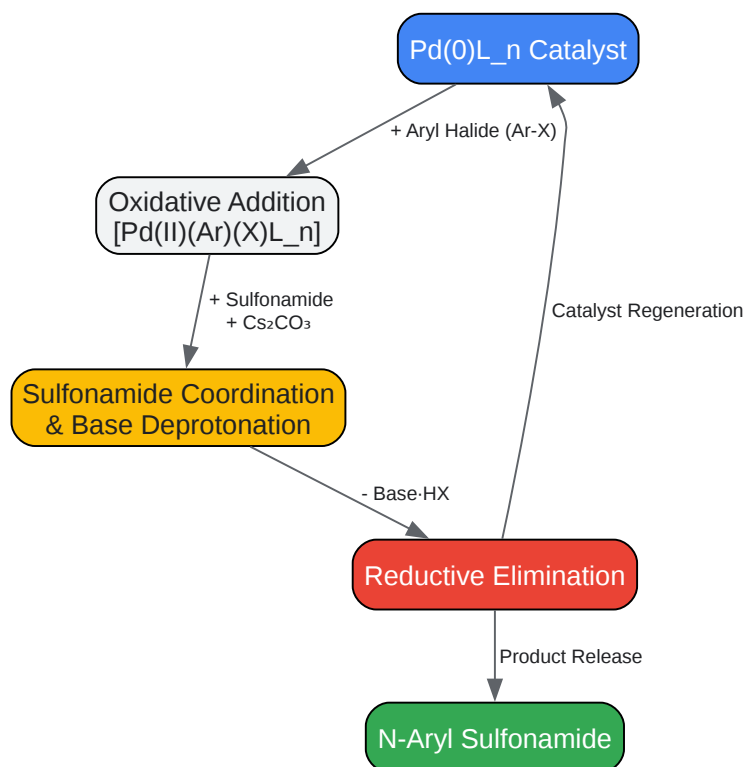 Pd(0)L_n Catalyst
+ Aryl Halide (Ar-X)
Oxidative Addition
[Pd(II)(Ar)(X)L_n]
+ Sulfonamide
+ Cs₂CO₃
Catalyst Regeneration
Sulfonamide Coordination
& Base Deprotonation
- Base·HX
Reductive Elimination
Product Release
N-Aryl Sulfonamide